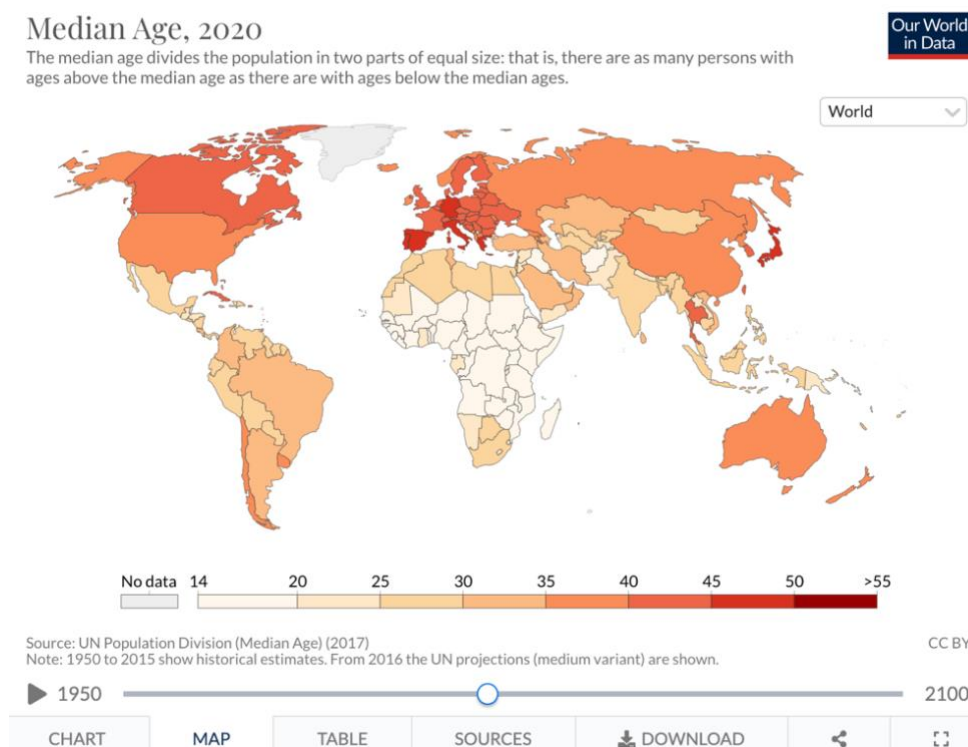 Median Age, 2020
Our World
in Data
The median age divides the population in two parts of equal size: that is, there are as many persons with
ages above the median age as there are with ages below the median ages.
World
No data 14 20 25 30 35 40 45 50 >55
Source: UN Population Division (Median Age) (2017) CC BY
Note: 1950 to 2015 show historical estimates. From 2016 the UN projections (medium variant) are shown.
1950 2100
CHART MAP TABLE SOURCES DOWNLOAD